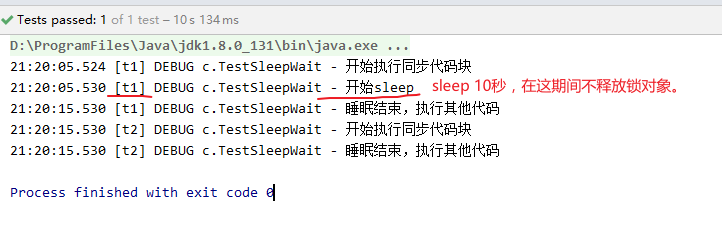 Tests passed: 1 of 1 test – 10 s 134 ms
D:\ProgramFiles\Java\jdk1.8.0_131\bin\java.exe ...
21:20:05.524 [t1] DEBUG c.TestSleepWait - 开始执行同步代码块
21:20:05.530 [t1] DEBUG c.TestSleepWait - 开始sleep sleep 10秒，在这期间不释放锁对象。
21:20:15.530 [t1] DEBUG c.TestSleepWait - 睡眠结束，执行其他代码
21:20:15.530 [t2] DEBUG c.TestSleepWait - 开始执行同步代码块
21:20:15.530 [t2] DEBUG c.TestSleepWait - 睡眠结束，执行其他代码
Process finished with exit code 0